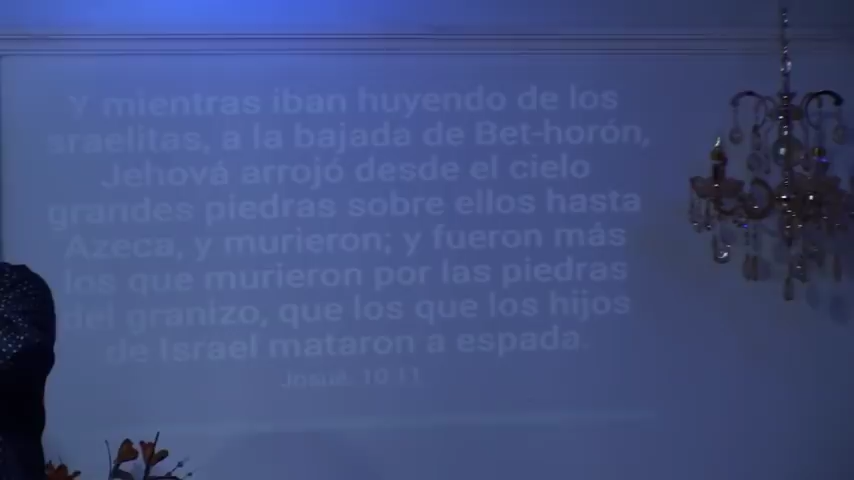 Y mientras iban huyendo de los
israelitas, a la bajada de Bet-horón,
Jehová arrojó desde el cielo
grandes piedras sobre ellos hasta
Azeca, y murieron; y fueron más
los que murieron por las piedras
del granizo, que los que los hijos
de Israel mataron a espada.
Josué. 10:11